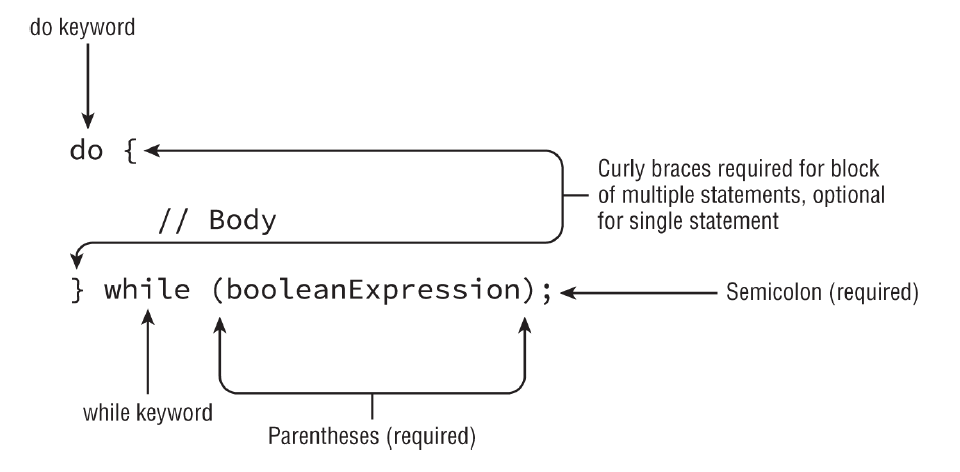 do keyword
do {
Curly braces required for block
of multiple statements, optional
for single statement
// Body
} while (booleanExpression);
Semicolon (required)
while keyword
Parentheses (required)